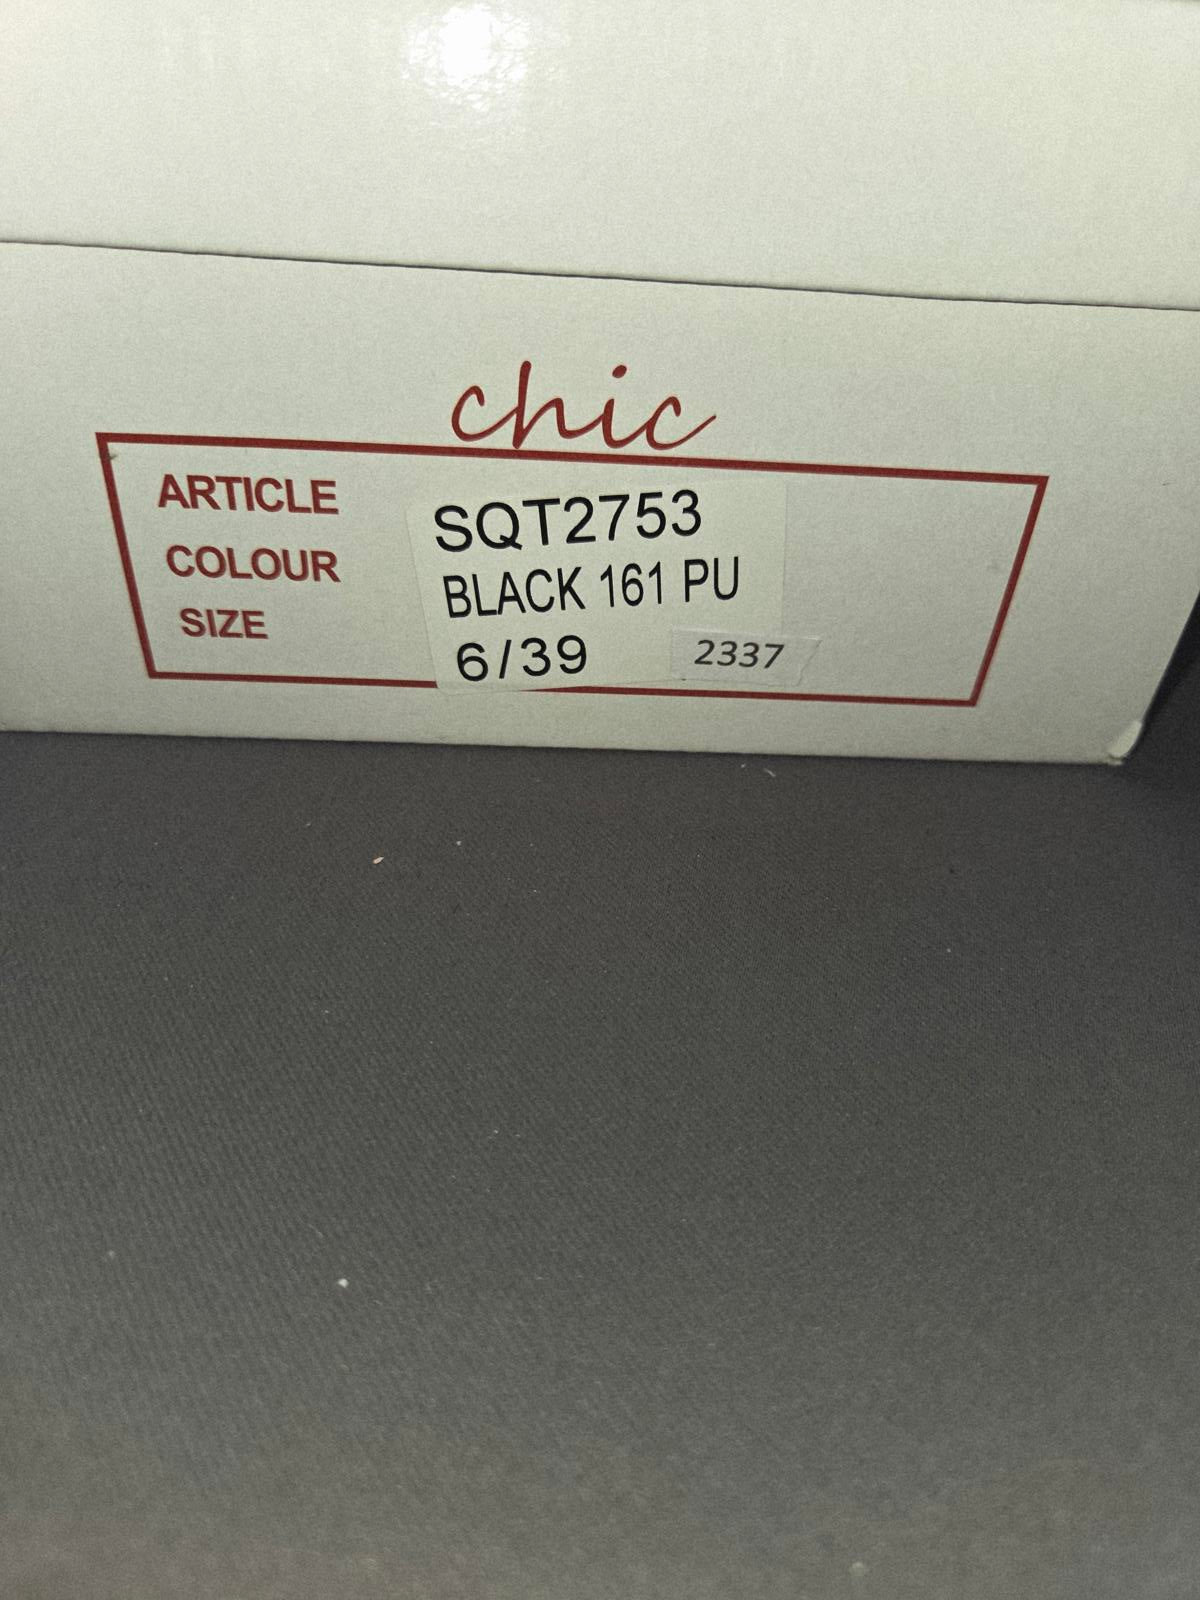 chic
ARTICLE SQT2753
COLOUR BLACK 161 PU
SIZE 6/39 2337